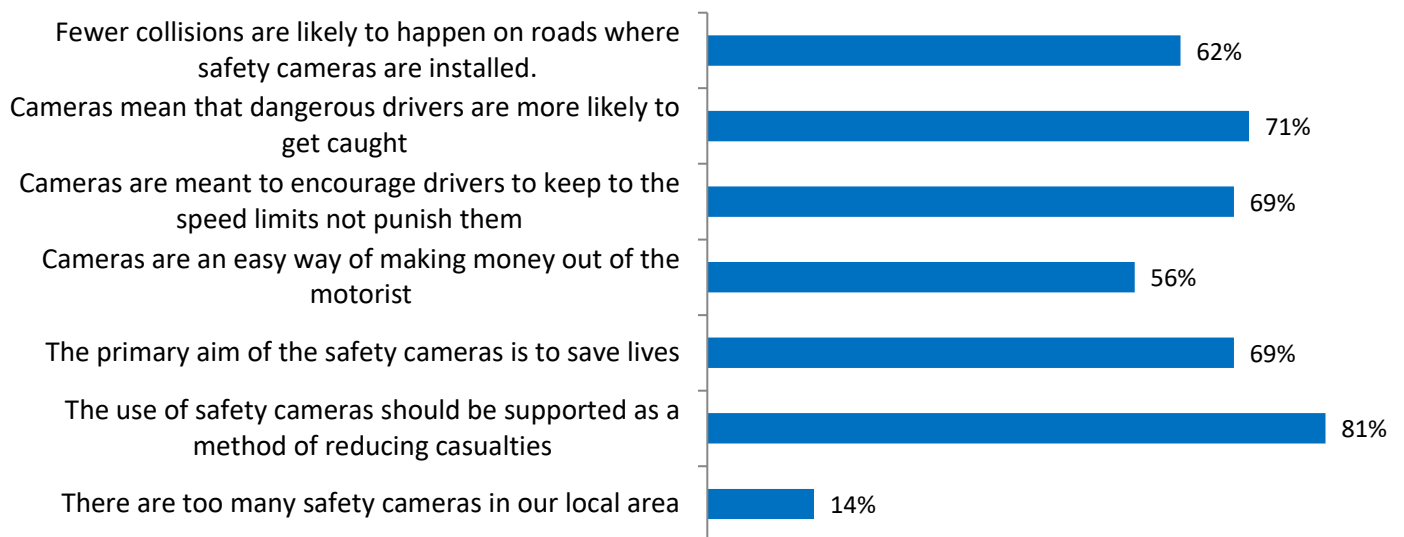 Fewer collisions are likely to happen on roads where
safety cameras are installed.
62%
Cameras mean that dangerous drivers are more likely to
get caught
71%
Cameras are meant to encourage drivers to keep to the
speed limits not punish them
69%
Cameras are an easy way of making money out of the
motorist
56%
The primary aim of the safety cameras is to save lives
69%
The use of safety cameras should be supported as a
method of reducing casualties
81%
There are too many safety cameras in our local area
14%